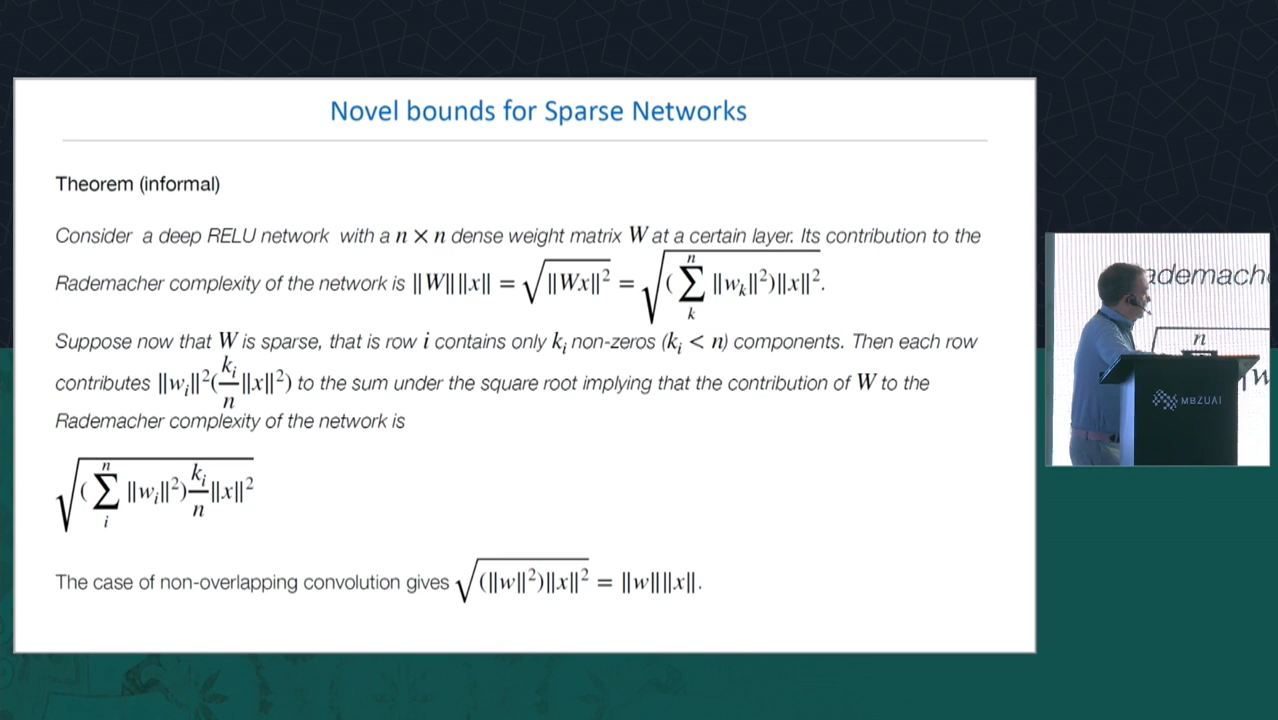 Novel bounds for Sparse Networks
Theorem (informal)
Consider a deep RELU network with a n × n dense weight matrix W at a certain layer. Its contribution to the
Rademacher complexity of the network is ||W|| ||x|| = √||Wx||² = √(∑ₖⁿ ||wₖ||²)||x||².
Suppose now that W is sparse, that is row i contains only kᵢ non-zeros (kᵢ < n) components. Then each row
contributes ||wᵢ||²(kᵢ/n ||x||²) to the sum under the square root implying that the contribution of W to the
Rademacher complexity of the network is
√(∑ᵢⁿ ||wᵢ||²) kᵢ/n ||x||²
The case of non-overlapping convolution gives √(||w||²)||x||² = ||w|| ||x||.
ademach
n
w
MBZUAI